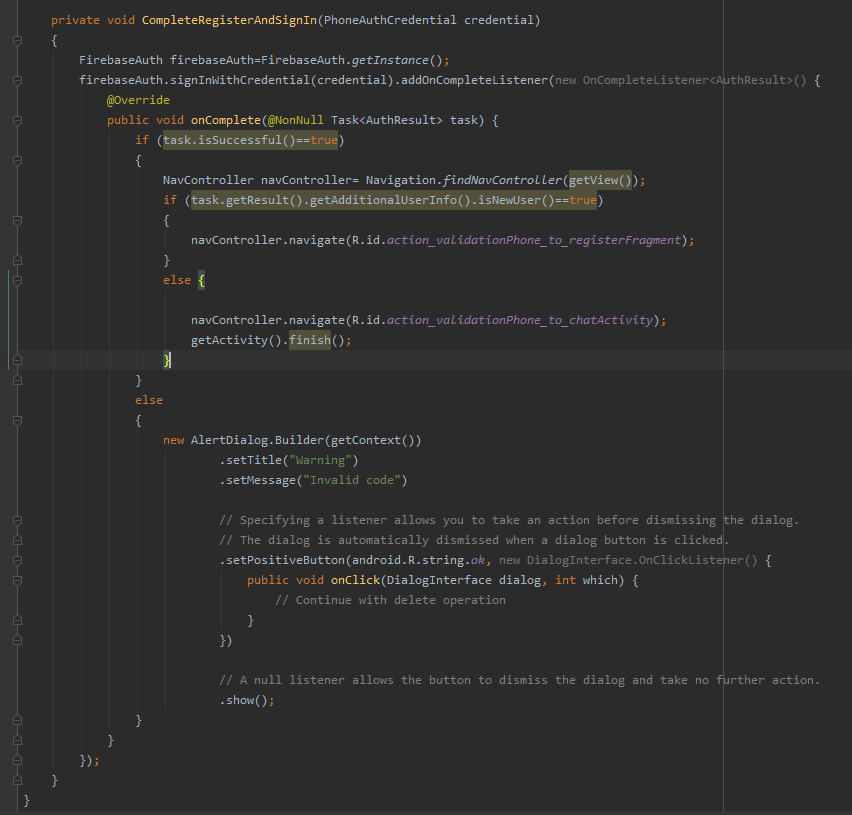 private void CompleteRegisterAndSignIn(PhoneAuthCredential credential)
{
FirebaseAuth firebaseAuth=FirebaseAuth.getInstance();
firebaseAuth.signInWithCredential(credential).addOnCompleteListener(new OnCompleteListener<AuthResult>() {
@Override
public void onComplete(@NonNull Task<AuthResult> task) {
if (task.isSuccessful()==true)
{
NavController navController= Navigation.findNavController(getView());
if (task.getResult().getAdditionalUserInfo().isNewUser()==true)
{
navController.navigate(R.id.action_validationPhone_to_registerFragment);
}
else {
navController.navigate(R.id.action_validationPhone_to_chatActivity);
getActivity().finish();
}
}
else
{
new AlertDialog.Builder(getContext())
.setTitle("Warning")
.setMessage("Invalid code")
// Specifying a listener allows you to take an action before dismissing the dialog.
// The dialog is automatically dismissed when a dialog button is clicked.
.setPositiveButton(android.R.string.ok, new DialogInterface.OnClickListener() {
public void onClick(DialogInterface dialog, int which) {
// Continue with delete operation
}
})
// A null listener allows the button to dismiss the dialog and take no further action.
.show();
}
}
});
}
}